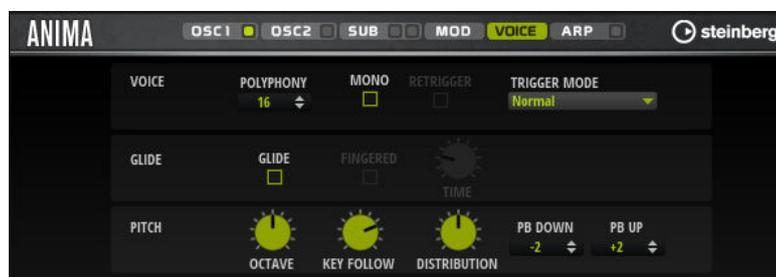 ANIMA OSC1 OSC2 SUB MOD VOICE ARP steinberg
VOICE POLYPHONY MONO RETRIGGER TRIGGER MODE
16 Normal
GLIDE GLIDE FINGERED
TIME
PITCH PB DOWN PB UP
-2 +2
OCTAVE KEY FOLLOW DISTRIBUTION